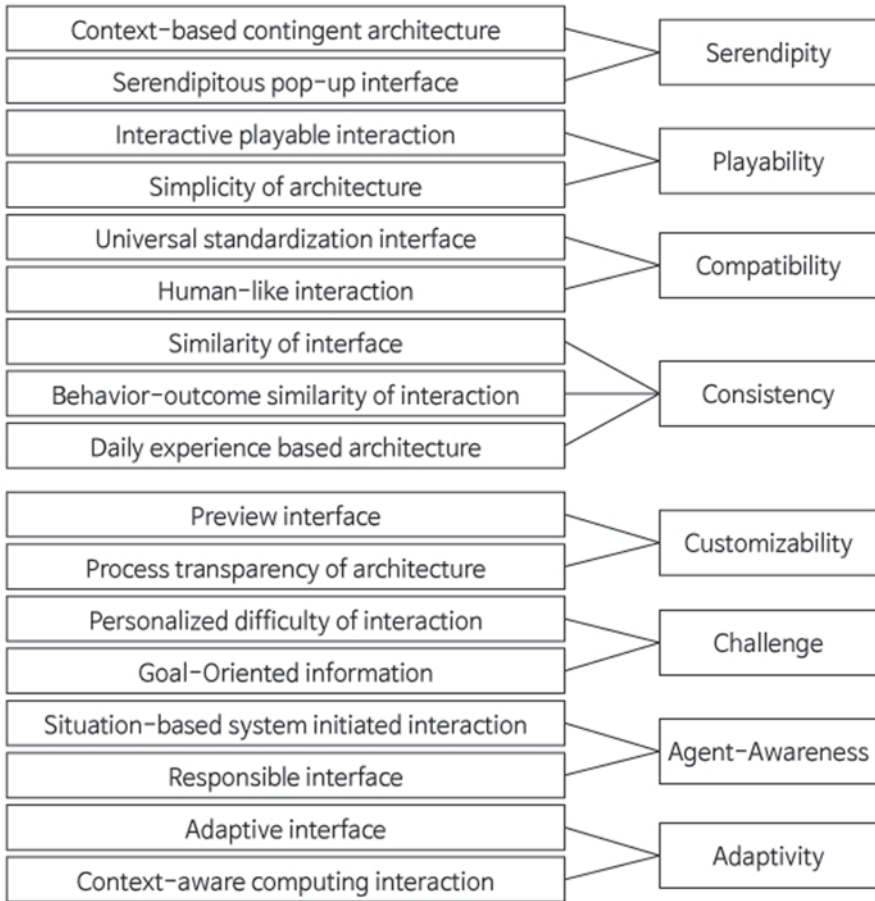 Context-based contingent architecture
Serendipitous pop-up interface
Serendipity
Interactive playable interaction
Simplicity of architecture
Playability
Universal standardization interface
Human-like interaction
Compatibility
Similarity of interface
Behavior-outcome similarity of interaction
Daily experience based architecture
Consistency
Preview interface
Process transparency of architecture
Customizability
Personalized difficulty of interaction
Goal-Oriented information
Challenge
Situation-based system initiated interaction
Responsible interface
Agent-Awareness
Adaptive interface
Context-aware computing interaction
Adaptivity